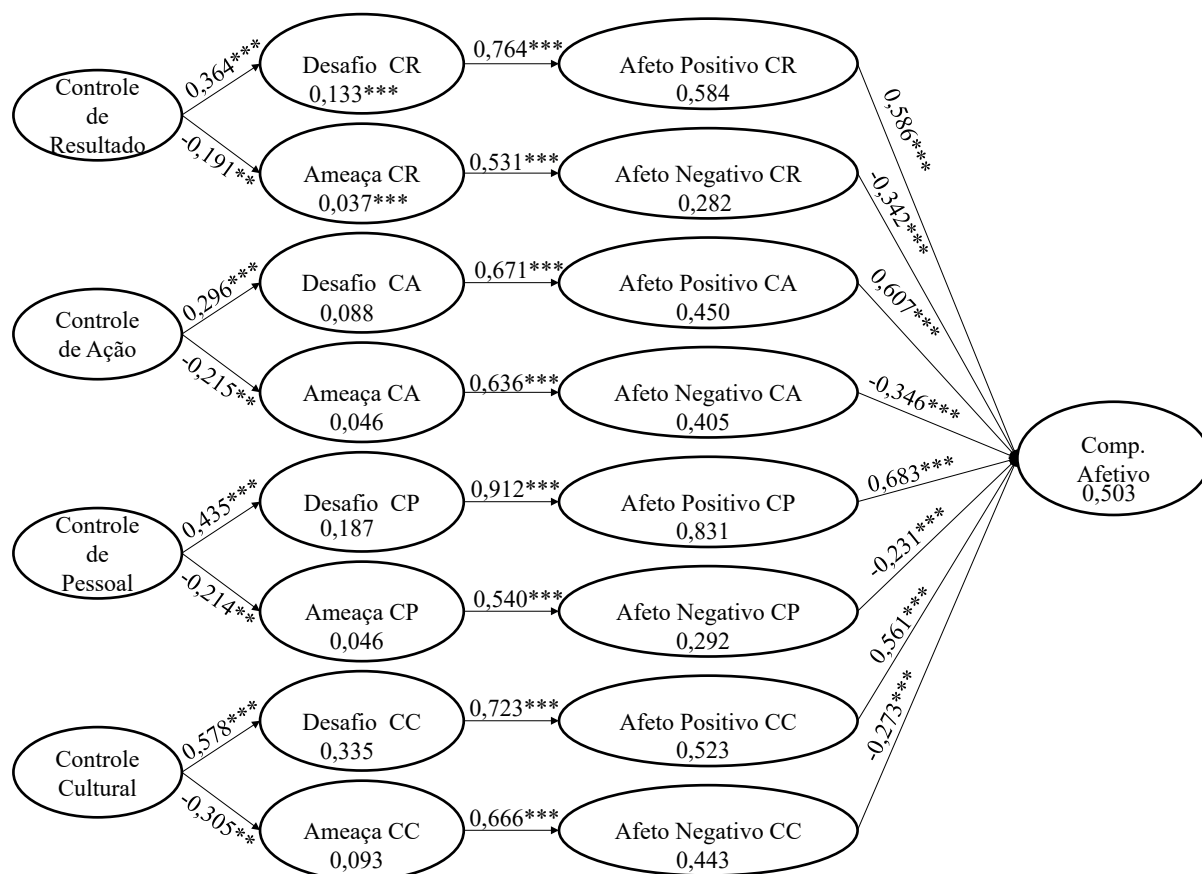 Controle
de
Resultado
0,364***
-0,191**
Desafio CR
0,133***
0,764***
Afeto Positivo CR
0,584
0,586***
Ameaça CR
0,037***
0,531***
Afeto Negativo CR
0,282
-0,342***
Controle
de Ação
0,296***
-0,215**
Desafio CA
0,088
0,671***
Afeto Positivo CA
0,450
0,607***
Ameaça CA
0,046
0,636***
Afeto Negativo CA
0,405
-0,346***
Controle
de
Pessoal
0,435***
-0,214**
Desafio CP
0,187
0,912***
Afeto Positivo CP
0,831
0,683***
Ameaça CP
0,046
0,540***
Afeto Negativo CP
0,292
-0,231***
Controle
Cultural
0,578***
-0,305**
Desafio CC
0,335
0,723***
Afeto Positivo CC
0,523
0,561***
Ameaça CC
0,093
0,666***
Afeto Negativo CC
0,443
-0,273***
Comp.
Afetivo
0,503